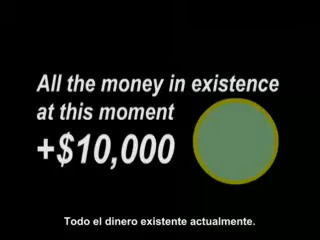 All the money in existence
at this moment
+$10,000
Todo el dinero existente actualmente.